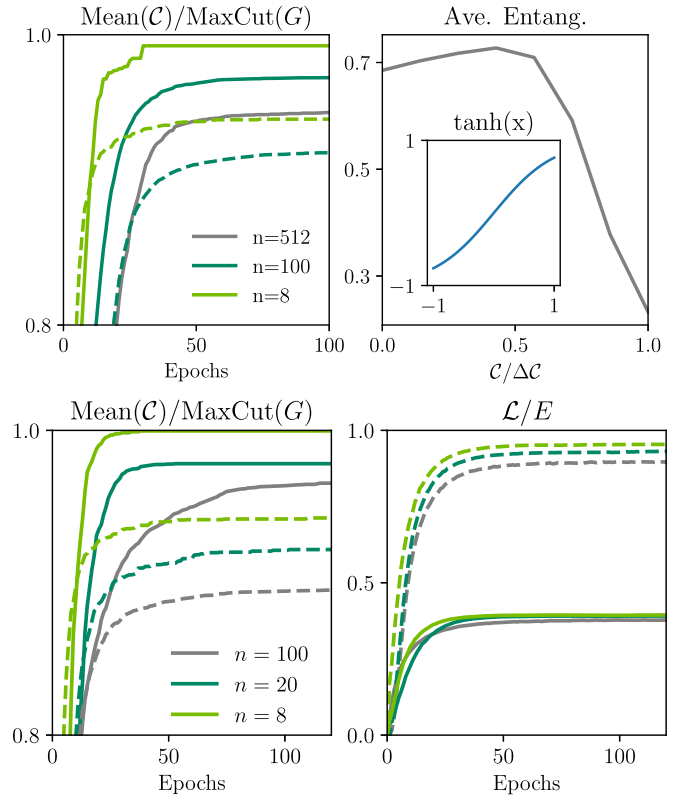 Mean(𝒞)/MaxCut(G)
1.0
0.8
0
50
100
Epochs
n=512
n=100
n=8
Ave. Entang.
0.7
0.5
0.3
0.0
0.5
1.0
𝒞/Δ𝒞
tanh(x)
1
−1
−1
1
Mean(𝒞)/MaxCut(G)
1.0
0.8
0
50
100
Epochs
n = 100
n = 20
n = 8
ℒ/E
1.0
0.5
0.0
0
50
100
Epochs